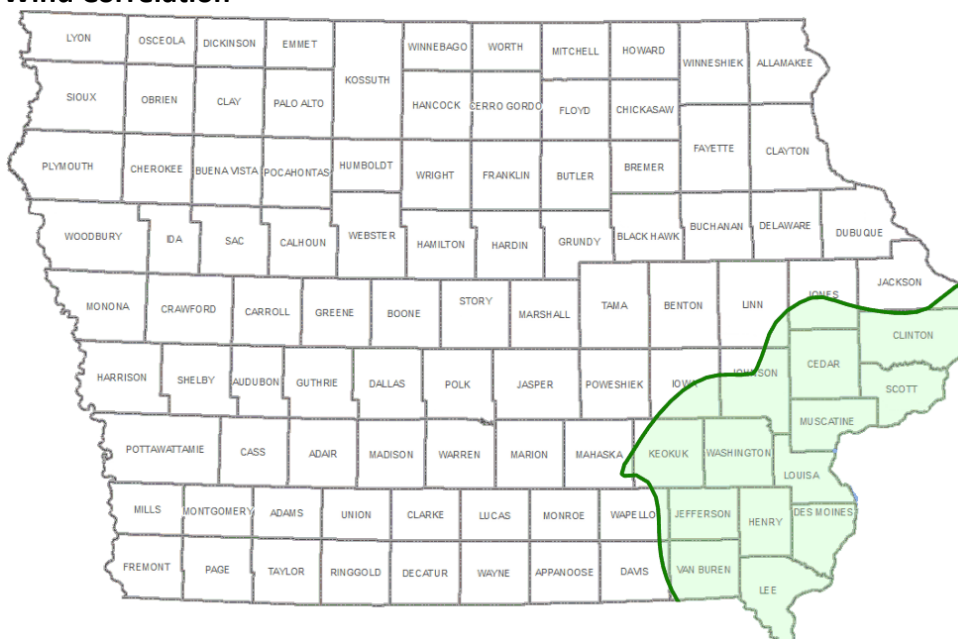 Wind Correlation
LYON OSCEOLA DICKINSON EMMET WINNEBAGO WORTH MITCHELL HOWARD
WINNESHIEK ALLAMAKEE
KOSSUTH
SIOUX OBRIEN CLAY PALO ALTO HANCOCK CERRO GORDO FLOYD CHICKASAW
FAYETTE CLAYTON
PLYMOUTH CHEROKEE BUENA VISTA POCAHONTAS HUMBOLDT WRIGHT FRANKLIN BUTLER BREMER
WOODBURY IDA SAC CALHOUN WEBSTER HAMILTON HARDIN GRUNDY BLACK HAWK BUCHANAN DELAWARE DUBUQUE
MONONA CRAWFORD CARROLL GREENE BOONE STORY MARSHALL TAMA BENTON LINN JONES JACKSON
CLINTON
HARRISON SHELBY AUDUBON GUTHRIE DALLAS POLK JASPER POWESHIEK IOWA JOHNSON CEDAR SCOTT
MUSCATINE
POTTAWATTAMIE CASS ADAIR MADISON WARREN MARION MAHASKA KEOKUK WASHINGTON LOUISA
MILLS MONTGOMERY ADAMS UNION CLARKE LUCAS MONROE WAPELLO JEFFERSON HENRY DES MOINES
FREMONT PAGE TAYLOR RINGGOLD DECATUR WAYNE APPANOOSE DAVIS VAN BUREN LEE